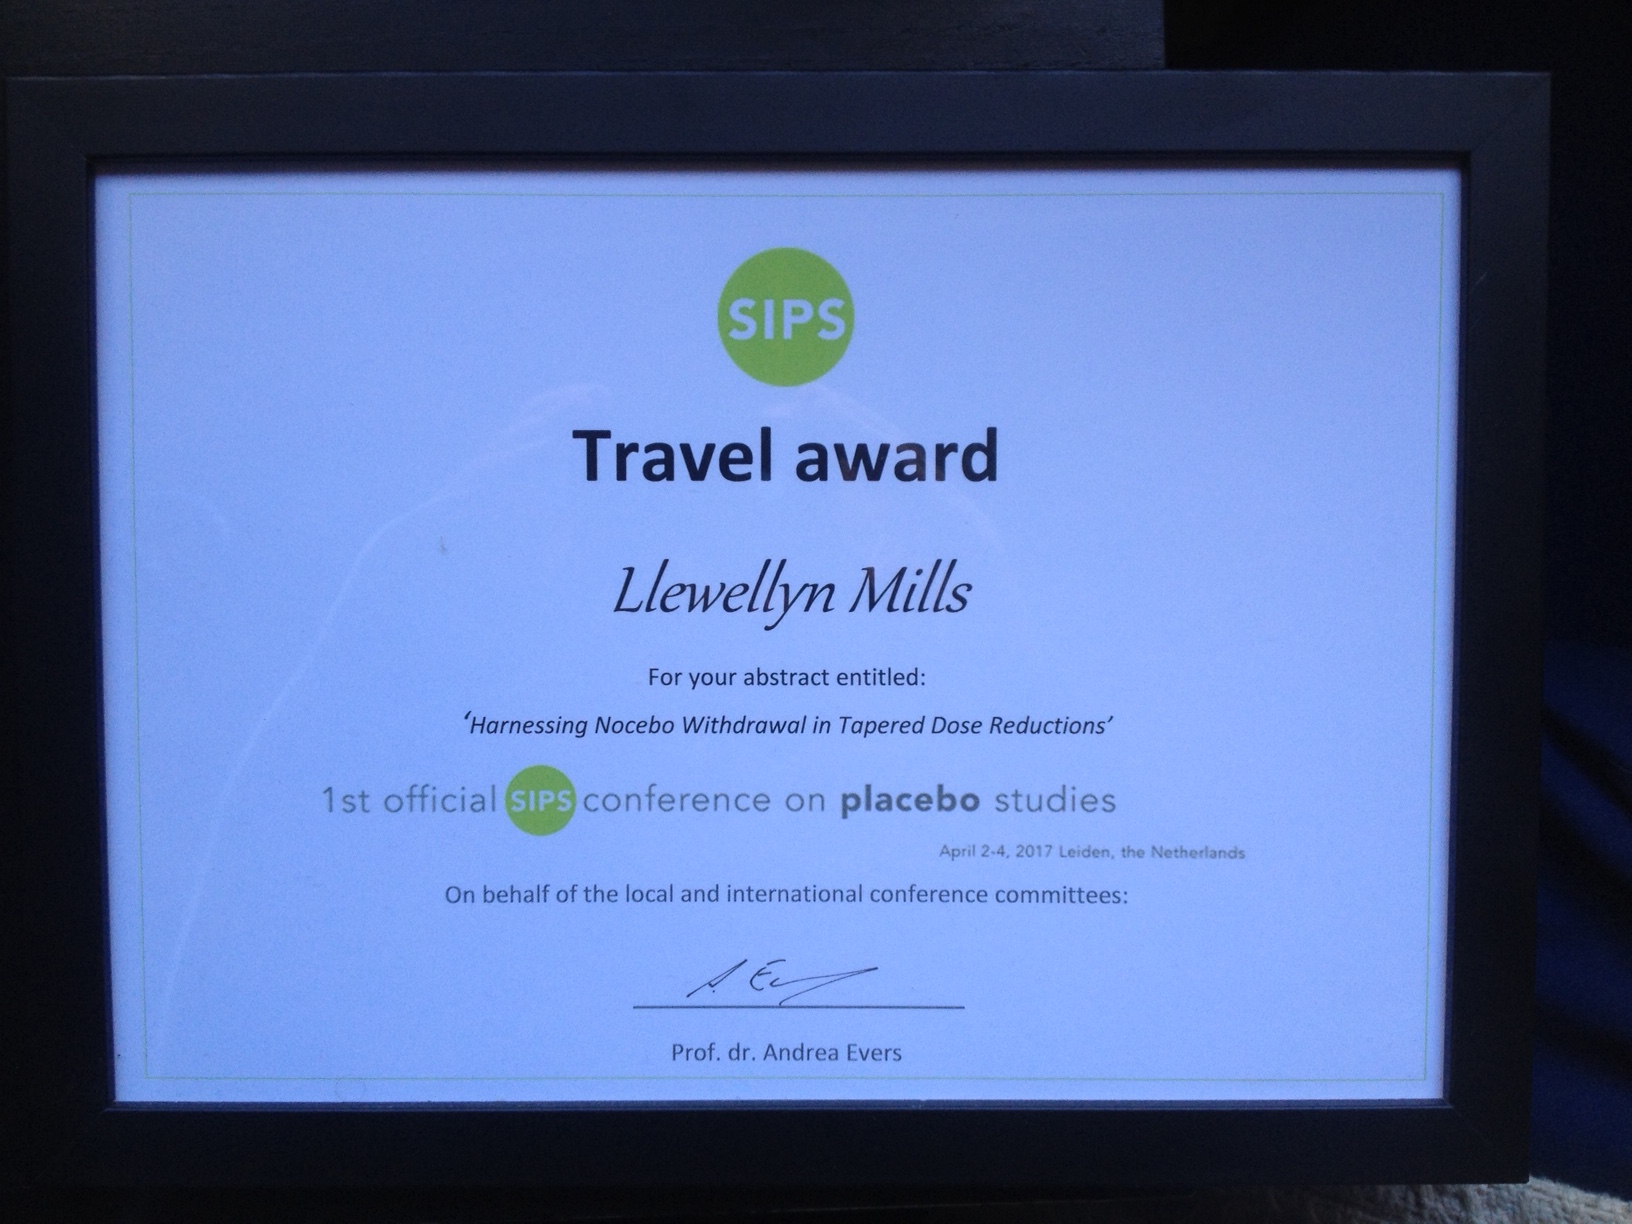 SIPS
Travel award
Llewellyn Mills
For your abstract entitled:
‘Harnessing Nocebo Withdrawal in Tapered Dose Reductions’
1st official SIPS conference on placebo studies
April 2-4, 2017 Leiden, the Netherlands
On behalf of the local and international conference committees:
A. Ev
Prof. dr. Andrea Evers